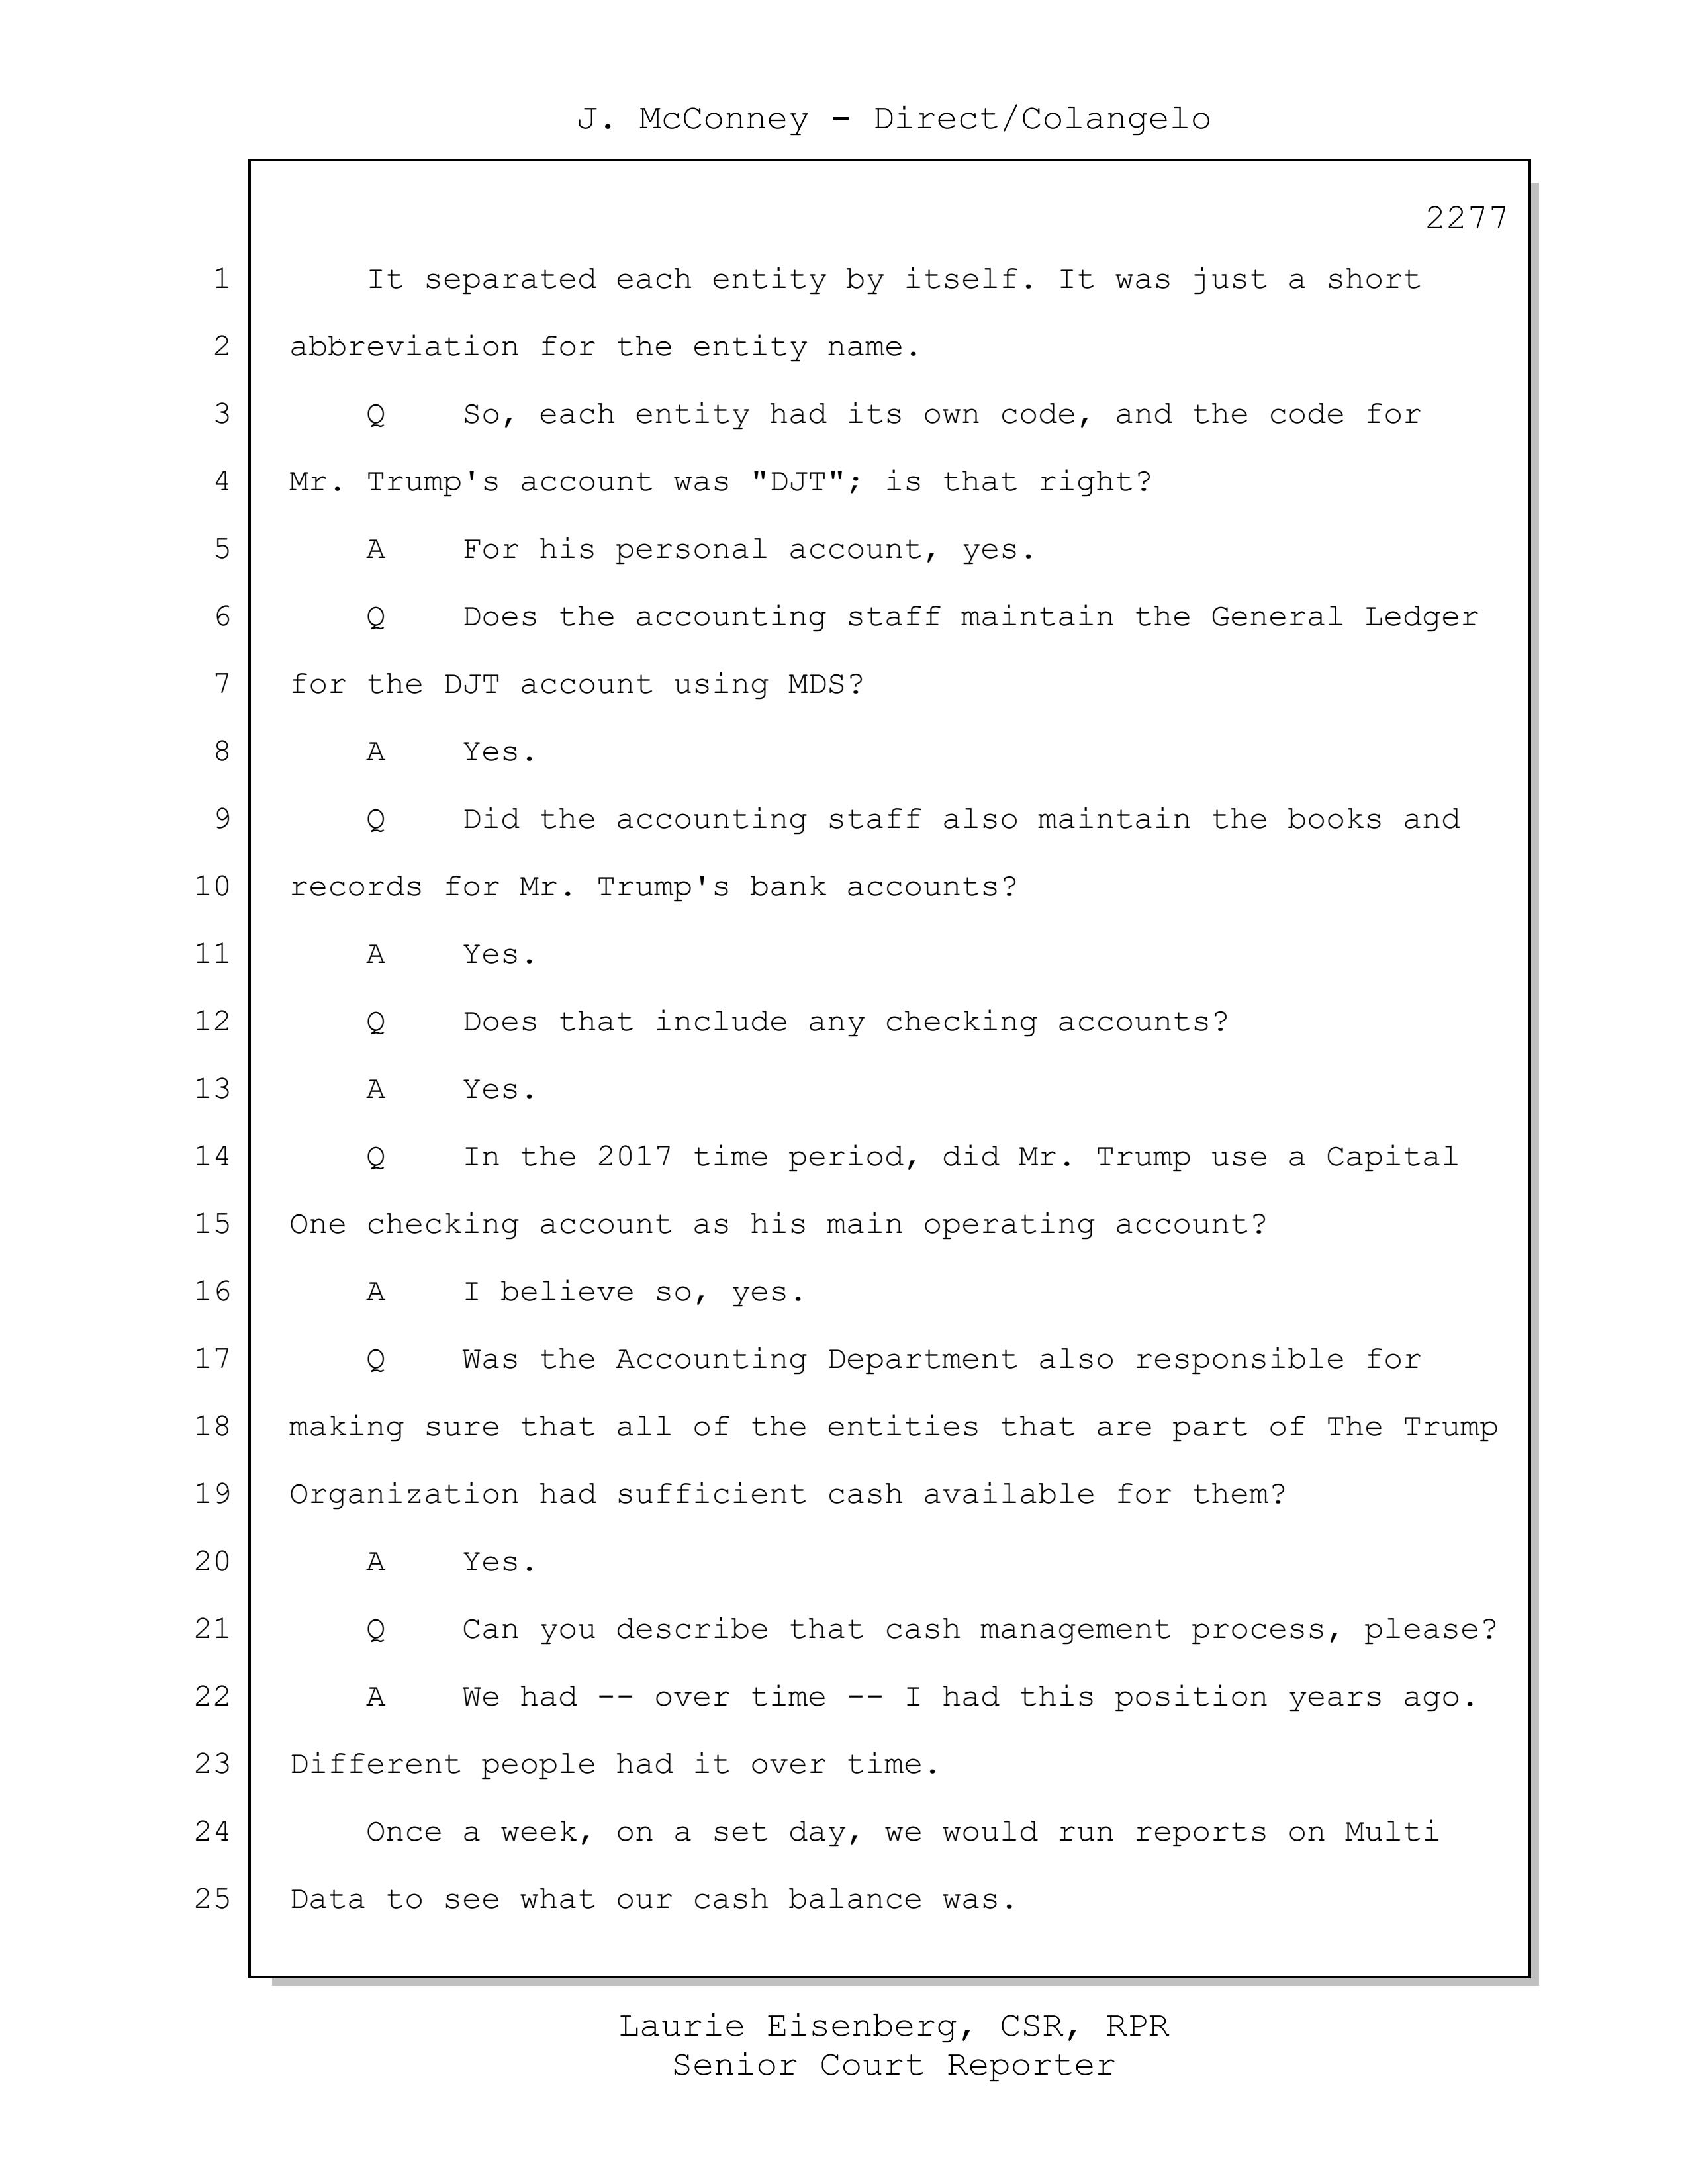 J. McConney - Direct/Colangelo
2277
1 It separated each entity by itself. It was just a short
2 abbreviation for the entity name.
3 Q So, each entity had its own code, and the code for
4 Mr. Trump's account was "DJT"; is that right?
5 A For his personal account, yes.
6 Q Does the accounting staff maintain the General Ledger
7 for the DJT account using MDS?
8 A Yes.
9 Q Did the accounting staff also maintain the books and
10 records for Mr. Trump's bank accounts?
11 A Yes.
12 Q Does that include any checking accounts?
13 A Yes.
14 Q In the 2017 time period, did Mr. Trump use a Capital
15 One checking account as his main operating account?
16 A I believe so, yes.
17 Q Was the Accounting Department also responsible for
18 making sure that all of the entities that are part of The Trump
19 Organization had sufficient cash available for them?
20 A Yes.
21 Q Can you describe that cash management process, please?
22 A We had -- over time -- I had this position years ago.
23 Different people had it over time.
24 Once a week, on a set day, we would run reports on Multi
25 Data to see what our cash balance was.
Laurie Eisenberg, CSR, RPR
Senior Court Reporter